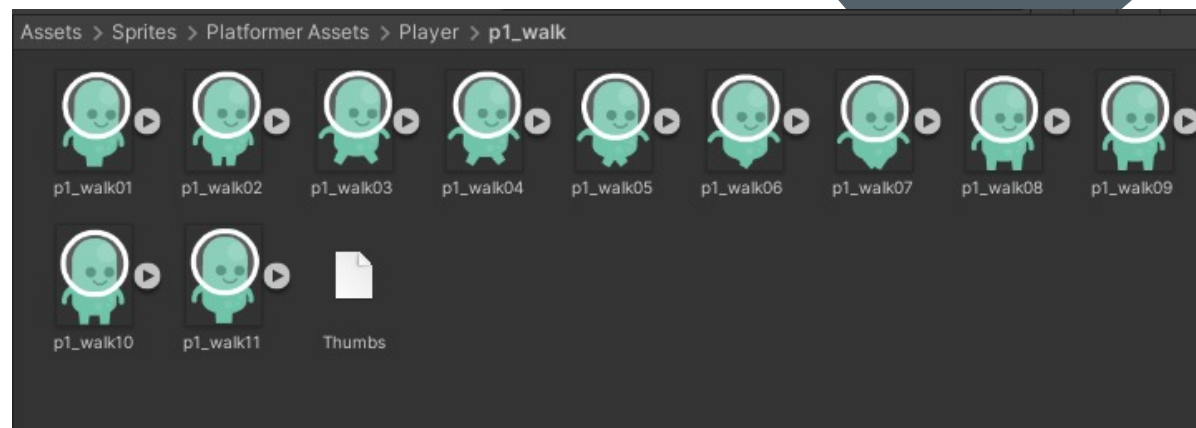 Assets > Sprites > Platformer Assets > Player > p1_walk
p1_walk01 p1_walk02 p1_walk03 p1_walk04 p1_walk05 p1_walk06 p1_walk07 p1_walk08 p1_walk09
p1_walk10 p1_walk11 Thumbs